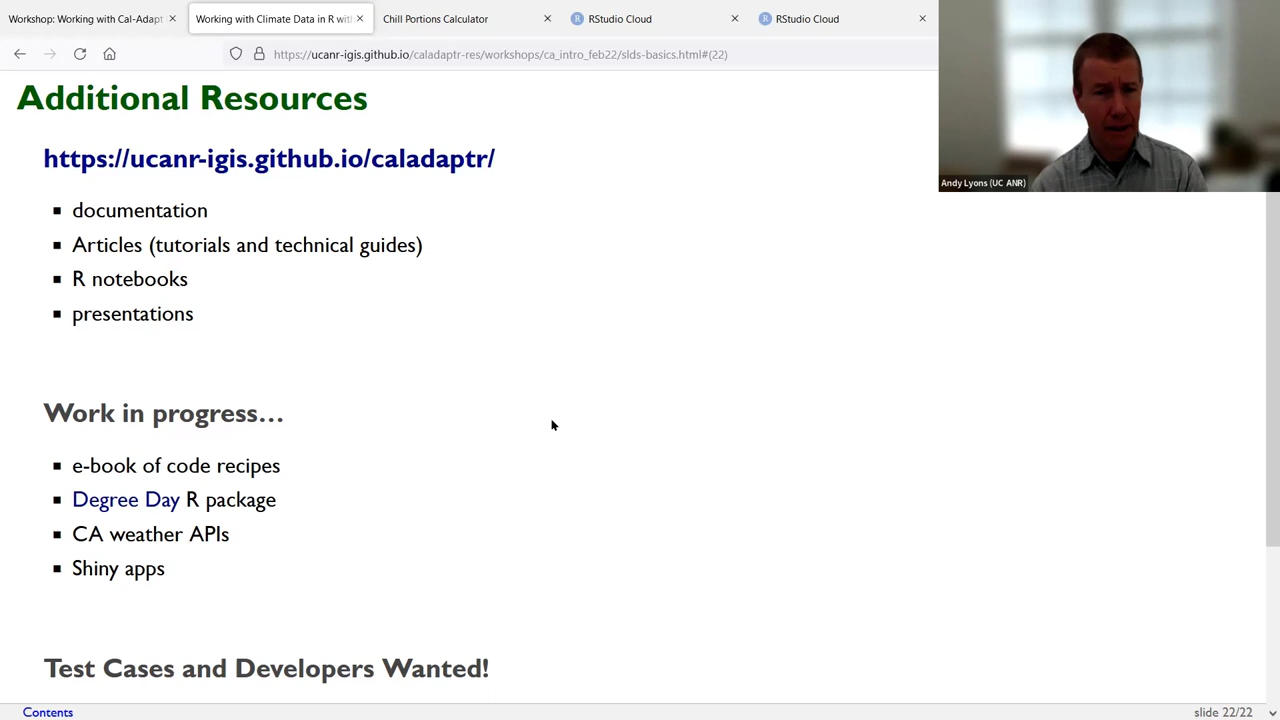 Workshop: Working with Cal-Adapt
Working with Climate Data in R with
Chill Portions Calculator
RStudio Cloud
RStudio Cloud
https://ucanr-igis.github.io/caladaptr-res/workshops/ca_intro_feb22/slds-basics.html#(22)
Andy Lyons (UC ANR)
Additional Resources
https://ucanr-igis.github.io/caladaptr/
documentation
Articles (tutorials and technical guides)
R notebooks
presentations
Work in progress…
e-book of code recipes
Degree Day R package
CA weather APIs
Shiny apps
Test Cases and Developers Wanted!
Contents
slide 22/22